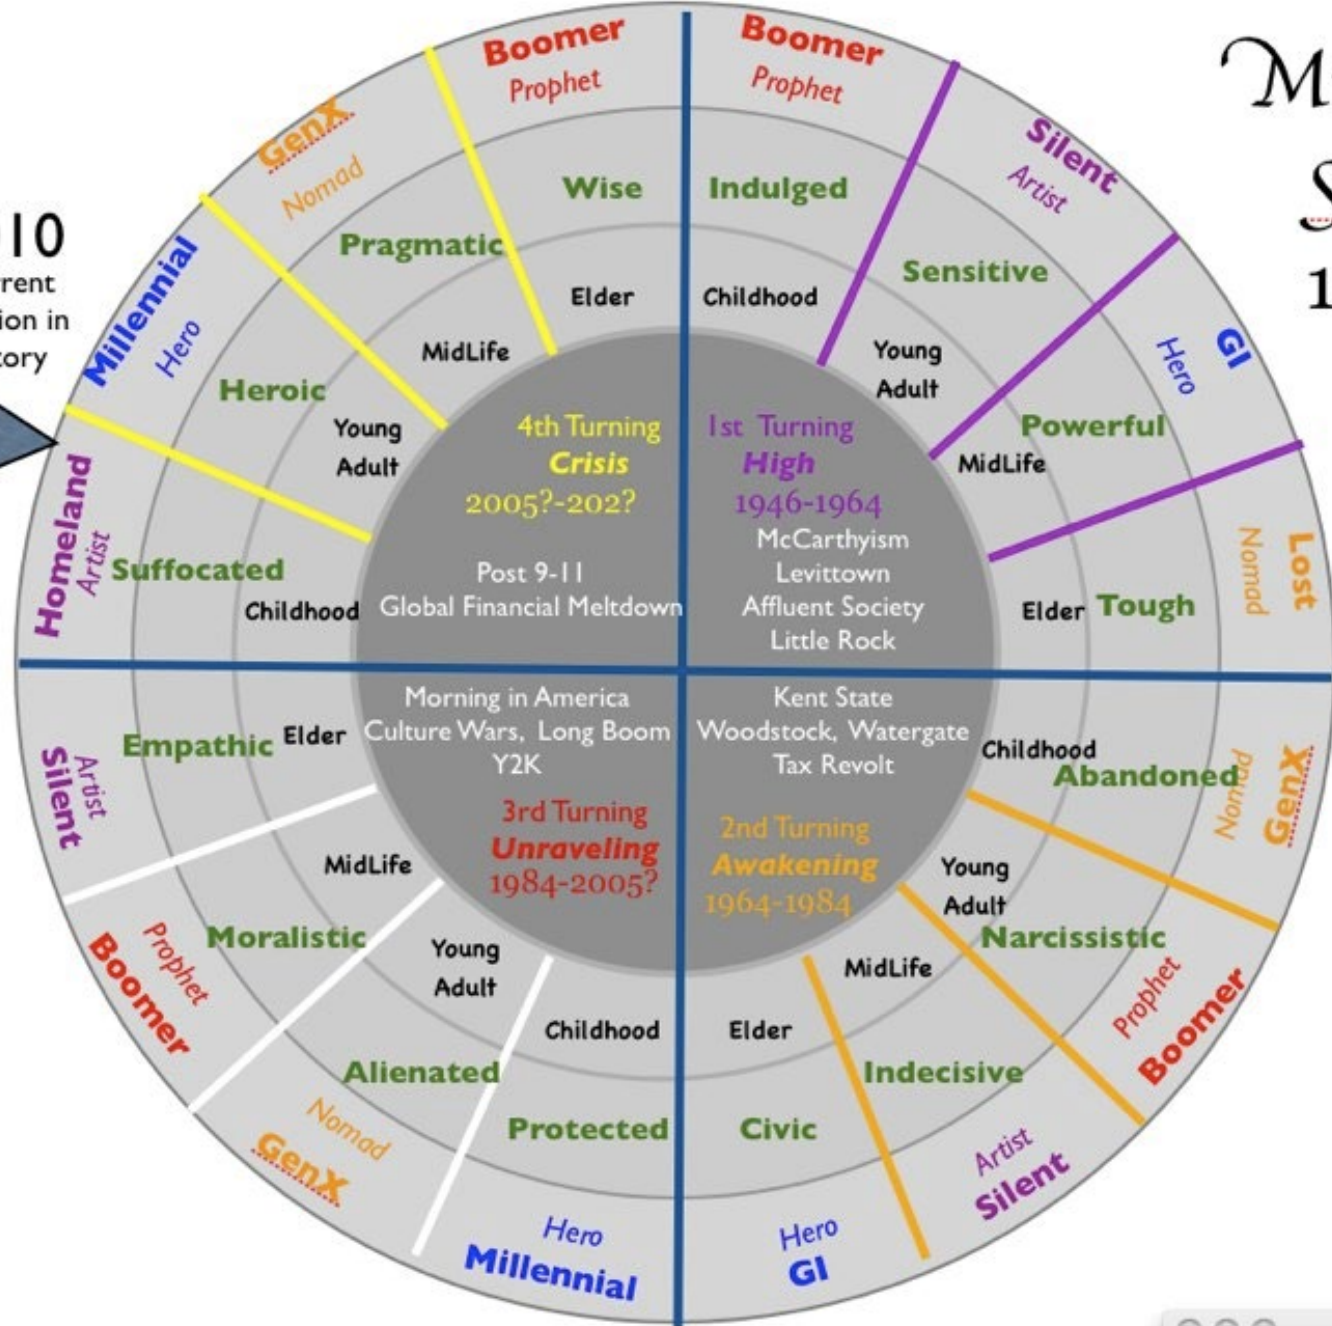 Boomer
Prophet
Wise
Elder
Boomer
Prophet
Indulged
Childhood
Silent
Artist
Sensitive
Young
Adult
GI
Hero
Powerful
MidLife
Lost
Nomad
Tough
Elder
GenX
Nomad
Abandoned
Childhood
Boomer
Prophet
Narcissistic
Young
Adult
Silent
Artist
Indecisive
MidLife
GI
Hero
Civic
Elder
Millennial
Hero
Protected
Childhood
GenX
Nomad
Alienated
Young
Adult
Boomer
Prophet
Moralistic
MidLife
Silent
Artist
Empathic
Elder
Homeland
Artist
Suffocated
Childhood
Millennial
Hero
Heroic
Young
Adult
GenX
Nomad
Pragmatic
MidLife
4th Turning
Crisis
2005?-202?
Post 9-11
Global Financial Meltdown
1st Turning
High
1946-1964
McCarthyism
Levittown
Affluent Society
Little Rock
Kent State
Woodstock, Watergate
Tax Revolt
2nd Turning
Awakening
1964-1984
Morning in America
Culture Wars, Long Boom
Y2K
3rd Turning
Unraveling
1984-2005?
10
in